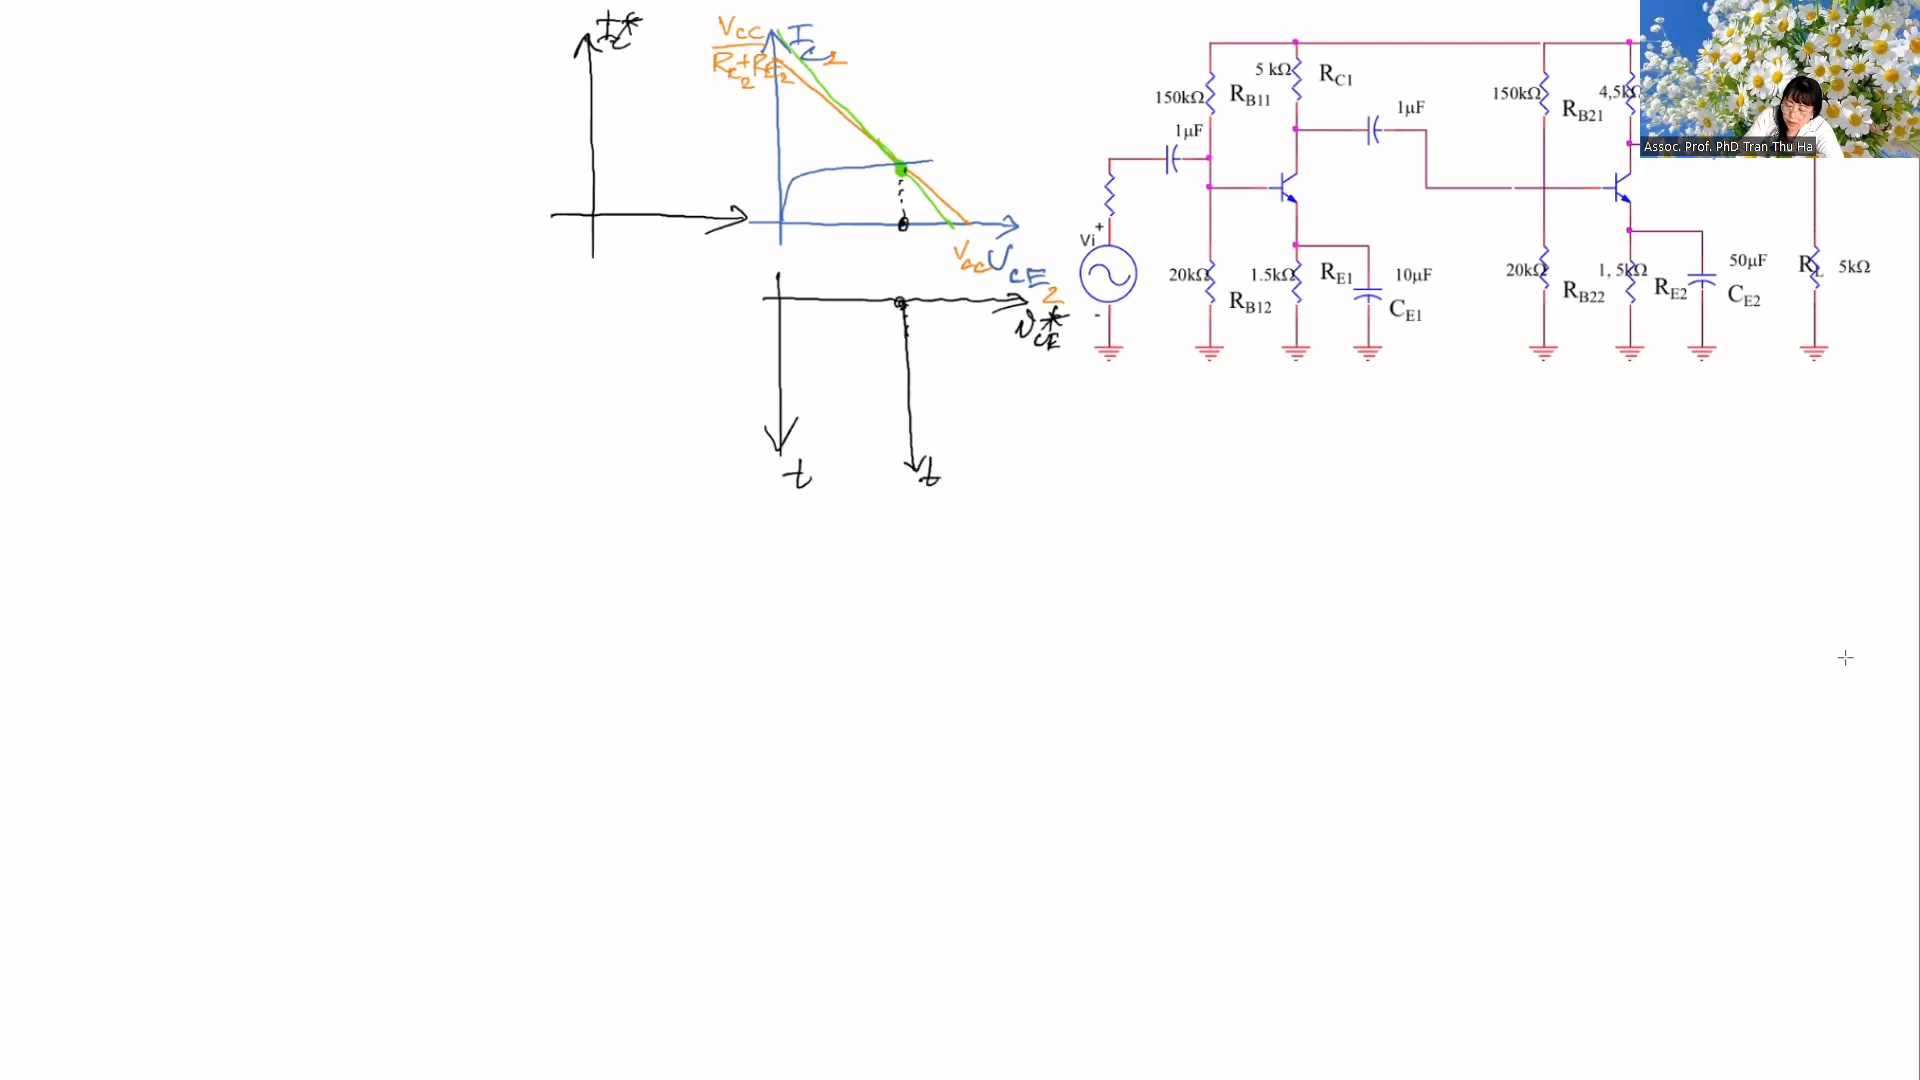 I*
C
VCC
RC2+RE2
IC2
VCC
UCE2
v*CE
t
t
150kΩ
RB11
5 kΩ
RC1
1µF
1µF
Vi
+
-
20kΩ
RB12
1.5kΩ
RE1
10µF
CE1
150kΩ
RB21
4,5kΩ
20kΩ
RB22
1, 5kΩ
RE2
50µF
CE2
RL
5kΩ
Assoc. Prof. PhD Tran Thu Ha